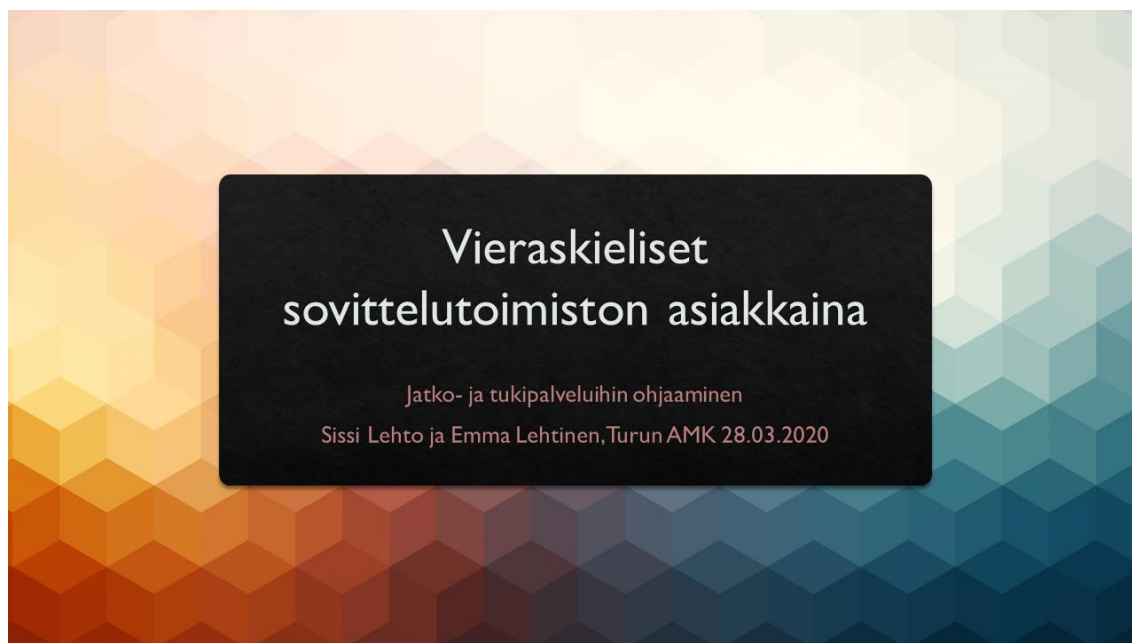 Vieraskieliset
sovittelutoimiston asiakkaina
Jatko- ja tukipalveluihin ohjaaminen
Sissi Lehto ja Emma Lehtinen, Turun AMK 28.03.2020